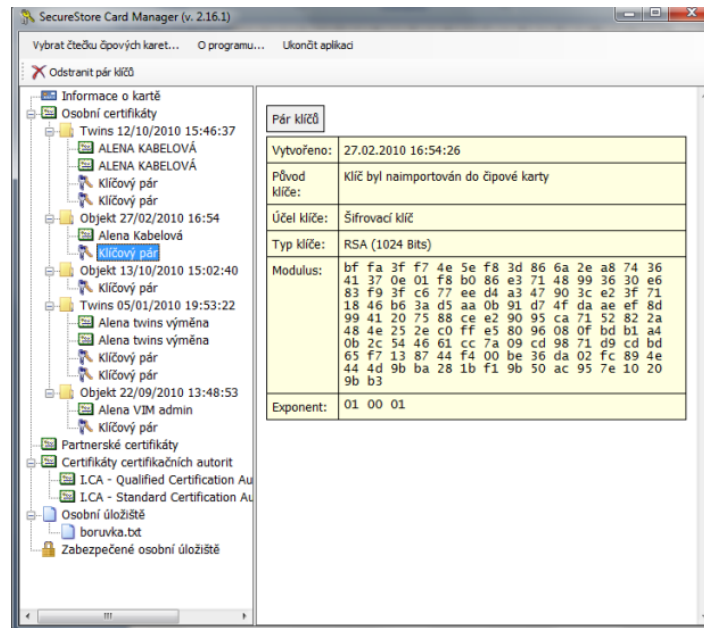 SecureStore Card Manager (v. 2.16.1)
Vybrat čtečku čipových karet... O programu... Ukončit aplikaci
Odstranit pár klíčů
Informace o kartě
Osobní certifikáty
Twins 12/10/2010 15:46:37
ALENA KABELOVÁ
ALENA KABELOVÁ
Klíčový pár
Klíčový pár
Objekt 27/02/2010 16:54
Alena Kabelová
Klíčový pár
Objekt 13/10/2010 15:02:40
Klíčový pár
Twins 05/01/2010 19:53:22
Alena twins výměna
Alena twins výměna
Klíčový pár
Klíčový pár
Objekt 22/09/2010 13:48:53
Alena VIM admin
Klíčový pár
Partnerské certifikáty
Certifikáty certifikačních autorit
I.CA - Qualified Certification Au
I.CA - Standard Certification Au
Osobní úložiště
boruvka.txt
Zabezpečené osobní úložiště
Pár klíčů
Vytvořeno: 27.02.2010 16:54:26
Původ klíče: Klíč byl naimportován do čipové karty
Účel klíče: Šifrovací klíč
Typ klíče: RSA (1024 Bits)
Modulus: bf fa 3f f7 4e 5e f8 3d 86 6a 2e a8 74 36
41 37 0e 01 f8 b0 86 e3 71 48 99 36 30 e6
83 f9 3f c6 77 ee d4 a3 47 90 3c e2 3f 71
18 46 b6 3a d5 aa 0b 91 d7 4f da ae ef 8d
99 41 20 75 88 ce e2 90 95 ca 71 52 82 2a
48 4e 25 2e c0 ff e5 80 96 08 0f bd b1 a4
0b 2c 54 46 61 cc 7a 09 cd 98 71 d9 cd bd
65 f7 13 87 44 f4 00 be 36 da 02 fc 89 4e
44 4d 9b ba 28 1b f1 9b 50 ac 95 7e 10 20
9b b3
Exponent: 01 00 01